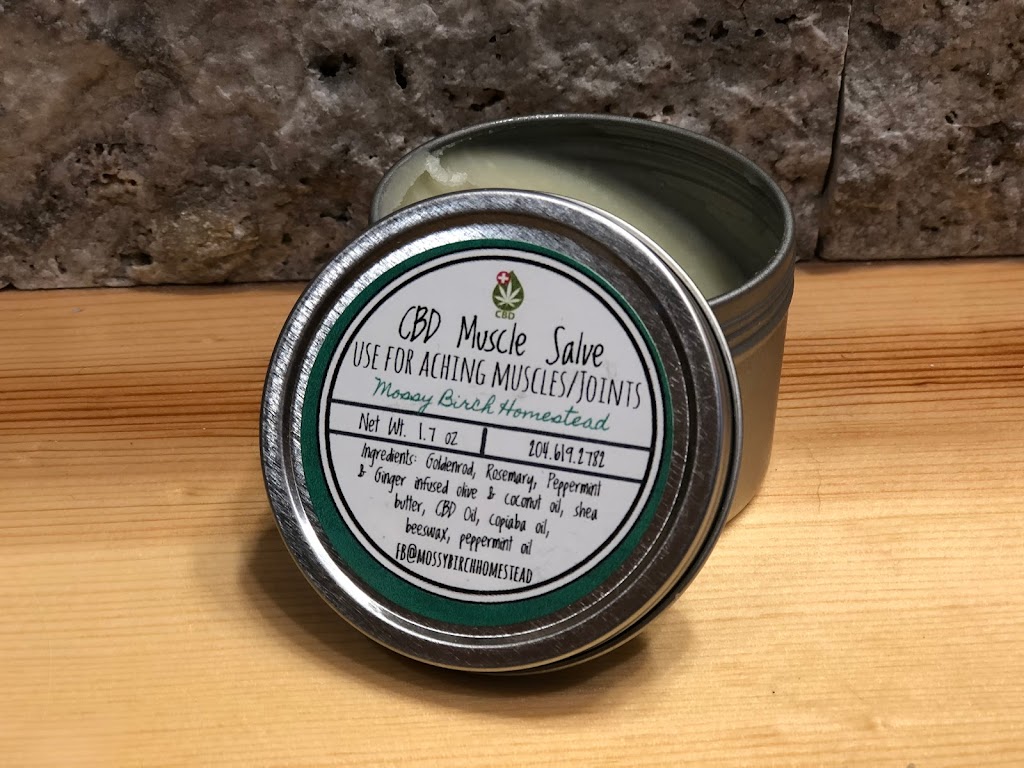 CBD
CBD Muscle Salve
USE FOR ACHING MUSCLES/JOINTS
Mossy Birch Homestead
Net Wt. 1.7 oz
204.619.2782
Ingredients: Goldenrod, Rosemary, Peppermint
& Ginger infused olive & coconut oil, shea
butter, CBD Oil, copiaba oil,
beeswax, peppermint oil
FB@MOSSYBIRCHHOMESTEAD